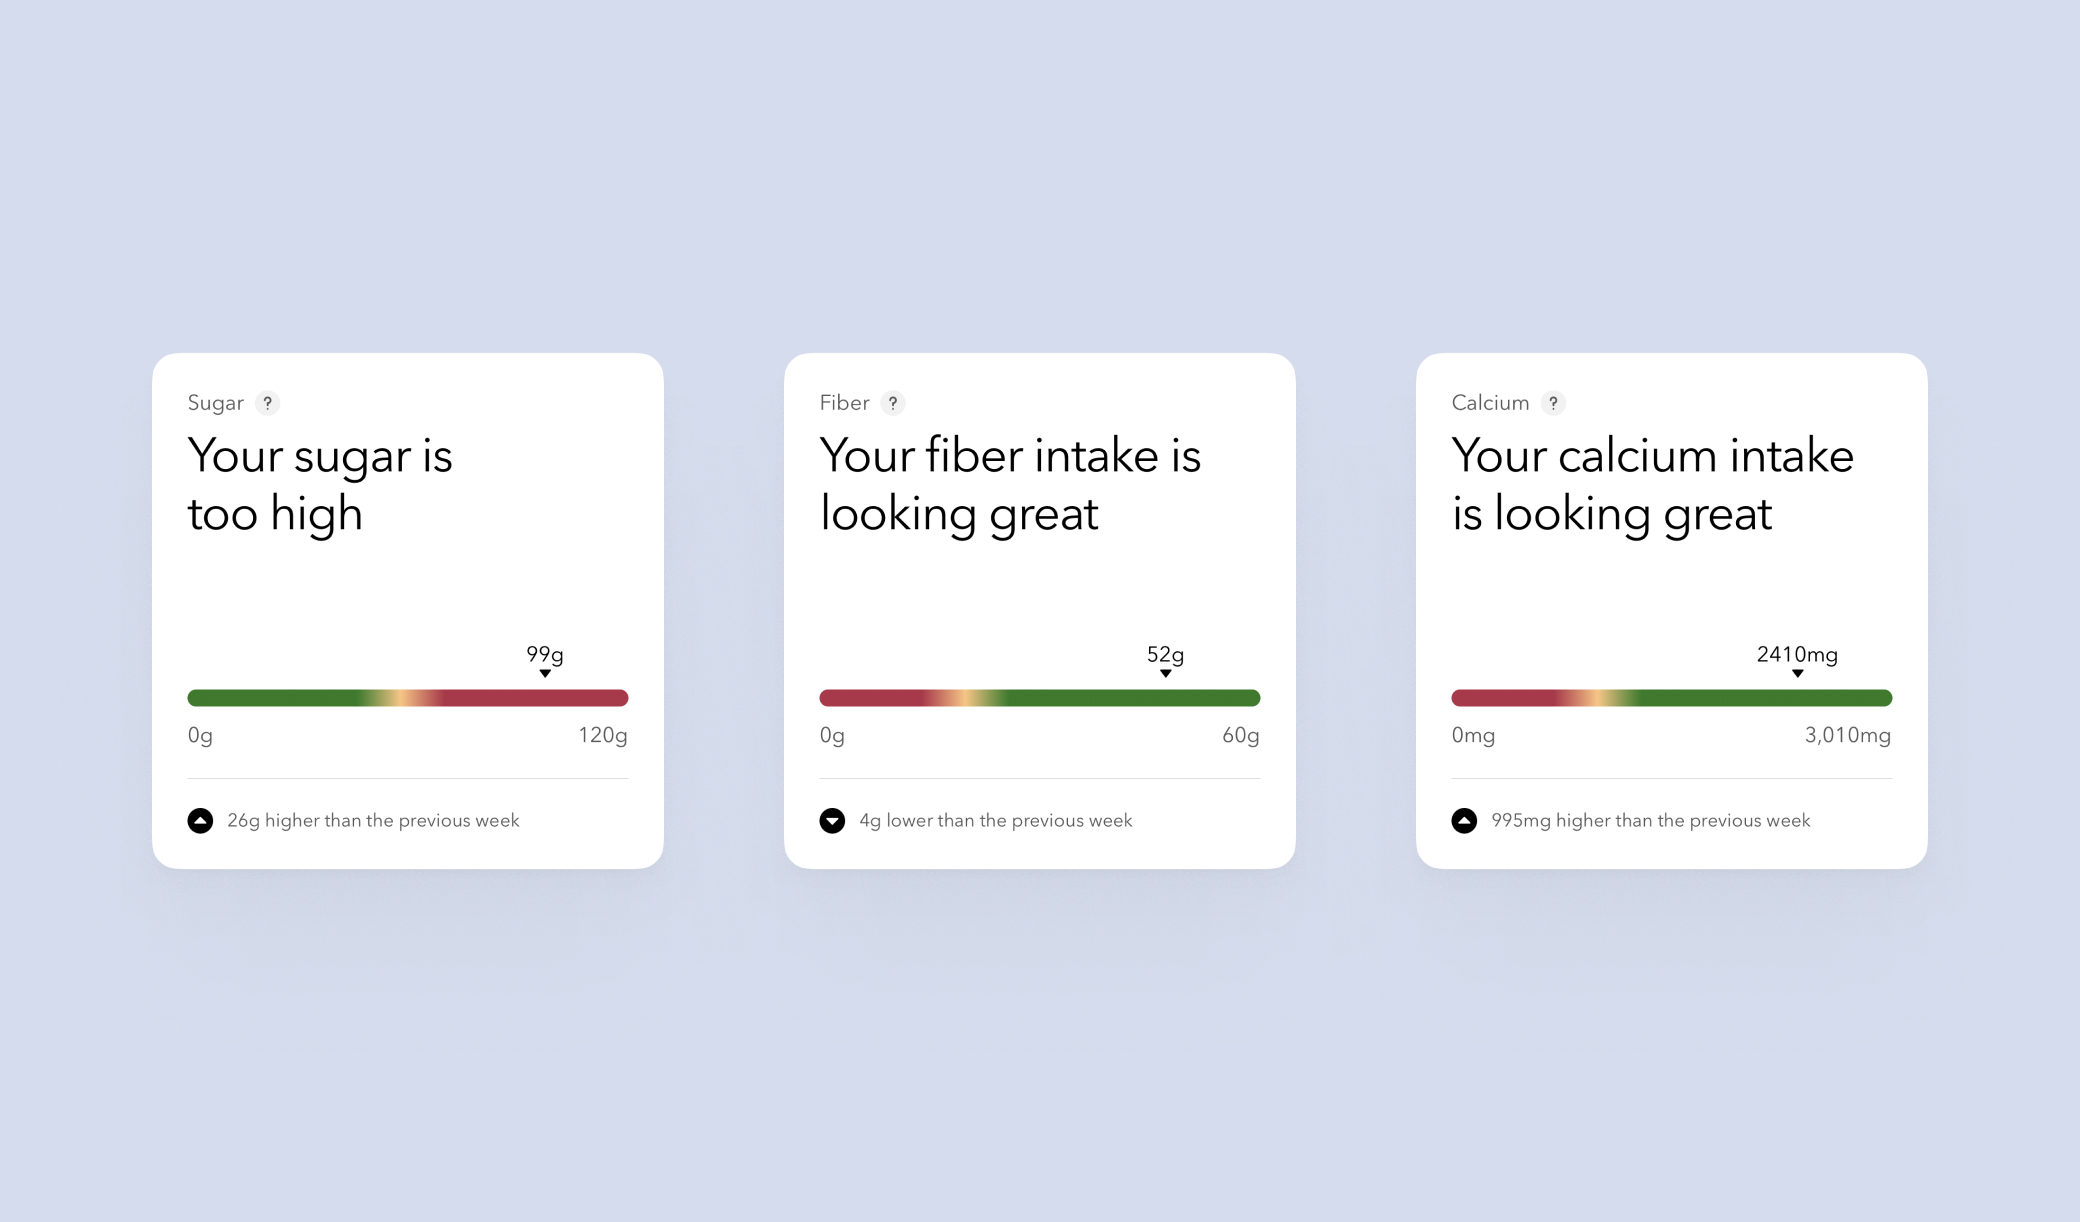 Sugar ?
Your sugar is
too high
99g
0g 120g
26g higher than the previous week
Fiber ?
Your fiber intake is
looking great
52g
0g 60g
4g lower than the previous week
Calcium ?
Your calcium intake
is looking great
2410mg
0mg 3,010mg
995mg higher than the previous week